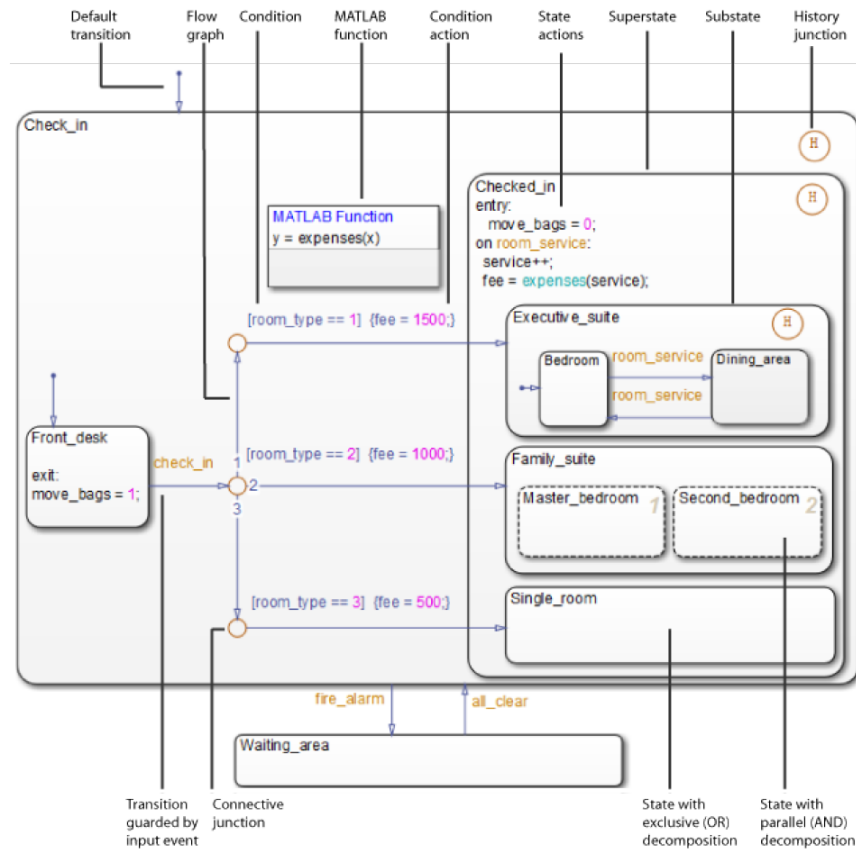 Default
transition
Flow
graph
Condition
MATLAB
function
Condition
action
State
actions
Superstate
Substate
History
junction
Check_in
H
Checked_in
H
entry:
move_bags = 0;
on room_service:
service++;
fee = expenses(service);
MATLAB Function
y = expenses(x)
[room_type == 1] {fee = 1500;}
Executive_suite
H
Bedroom
room_service
Dining_area
room_service
Front_desk
exit:
move_bags = 1;
check_in
1
2
3
[room_type == 2] {fee = 1000;}
Family_suite
Master_bedroom
1
Second_bedroom
2
[room_type == 3] {fee = 500;}
Single_room
fire_alarm
all_clear
Waiting_area
Transition
guarded by
input event
Connective
junction
State with
exclusive (OR)
decomposition
State with
parallel (AND)
decomposition